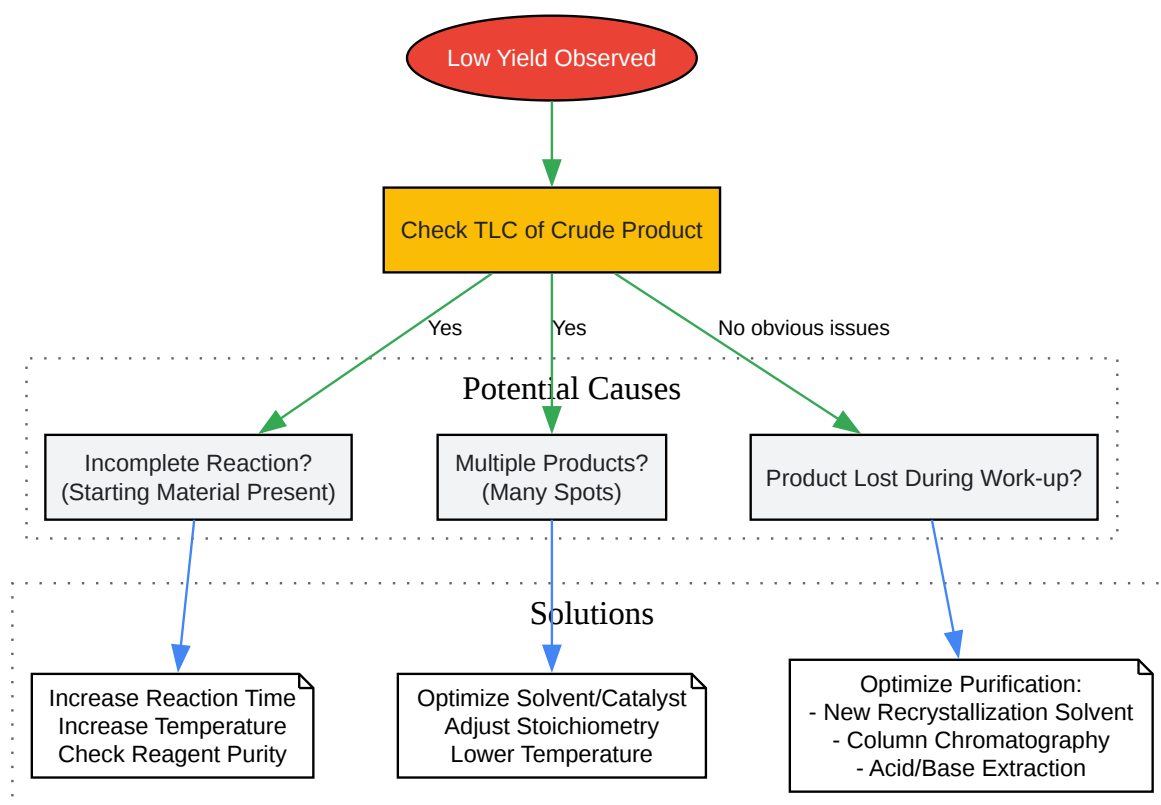 Low Yield Observed
Check TLC of Crude Product
Yes
Yes
No obvious issues
Potential Causes
Incomplete Reaction?
(Starting Material Present)
Multiple Products?
(Many Spots)
Product Lost During Work-up?
Solutions
Increase Reaction Time
Increase Temperature
Check Reagent Purity
Optimize Solvent/Catalyst
Adjust Stoichiometry
Lower Temperature
Optimize Purification:
- New Recrystallization Solvent
- Column Chromatography
- Acid/Base Extraction